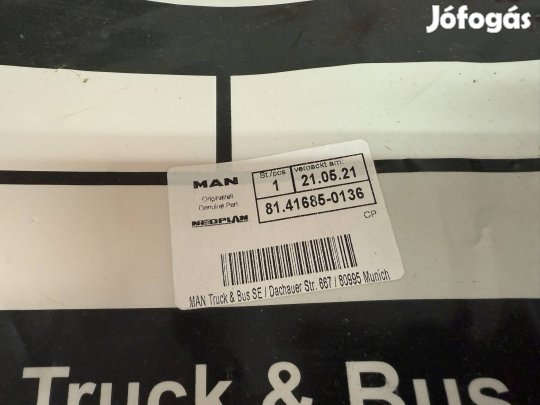 Jófogás
MAN
Originalteil
Genuine Part
NEOPLAN
St./pcs
1
verpackt am:
21.05.21
81.41685-0136
CP
MAN Truck & Bus SE / Dachauer Str. 667 / 80995 Munich
Truck & Bus